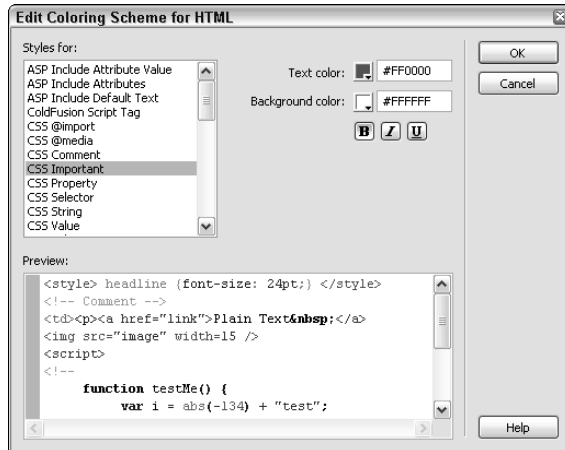 Edit Coloring Scheme for HTML
Styles for:
ASP Include Attribute Value
ASP Include Attributes
ASP Include Default Text
ColdFusion Script Tag
CSS @import
CSS @media
CSS Comment
CSS Important
CSS Property
CSS Selector
CSS String
CSS Value
Text color: #FF0000
Background color: #FFFFFF
B I U
OK
Cancel
Preview:
<style> headline {font-size: 24pt;} </style>
<!-- Comment -->
<td><p><a href="link">Plain Text&nbsp;</a>
<img src="image" width=15 />
<script>
<!--
function testMe() {
var i = abs(-134) + "test";
Help